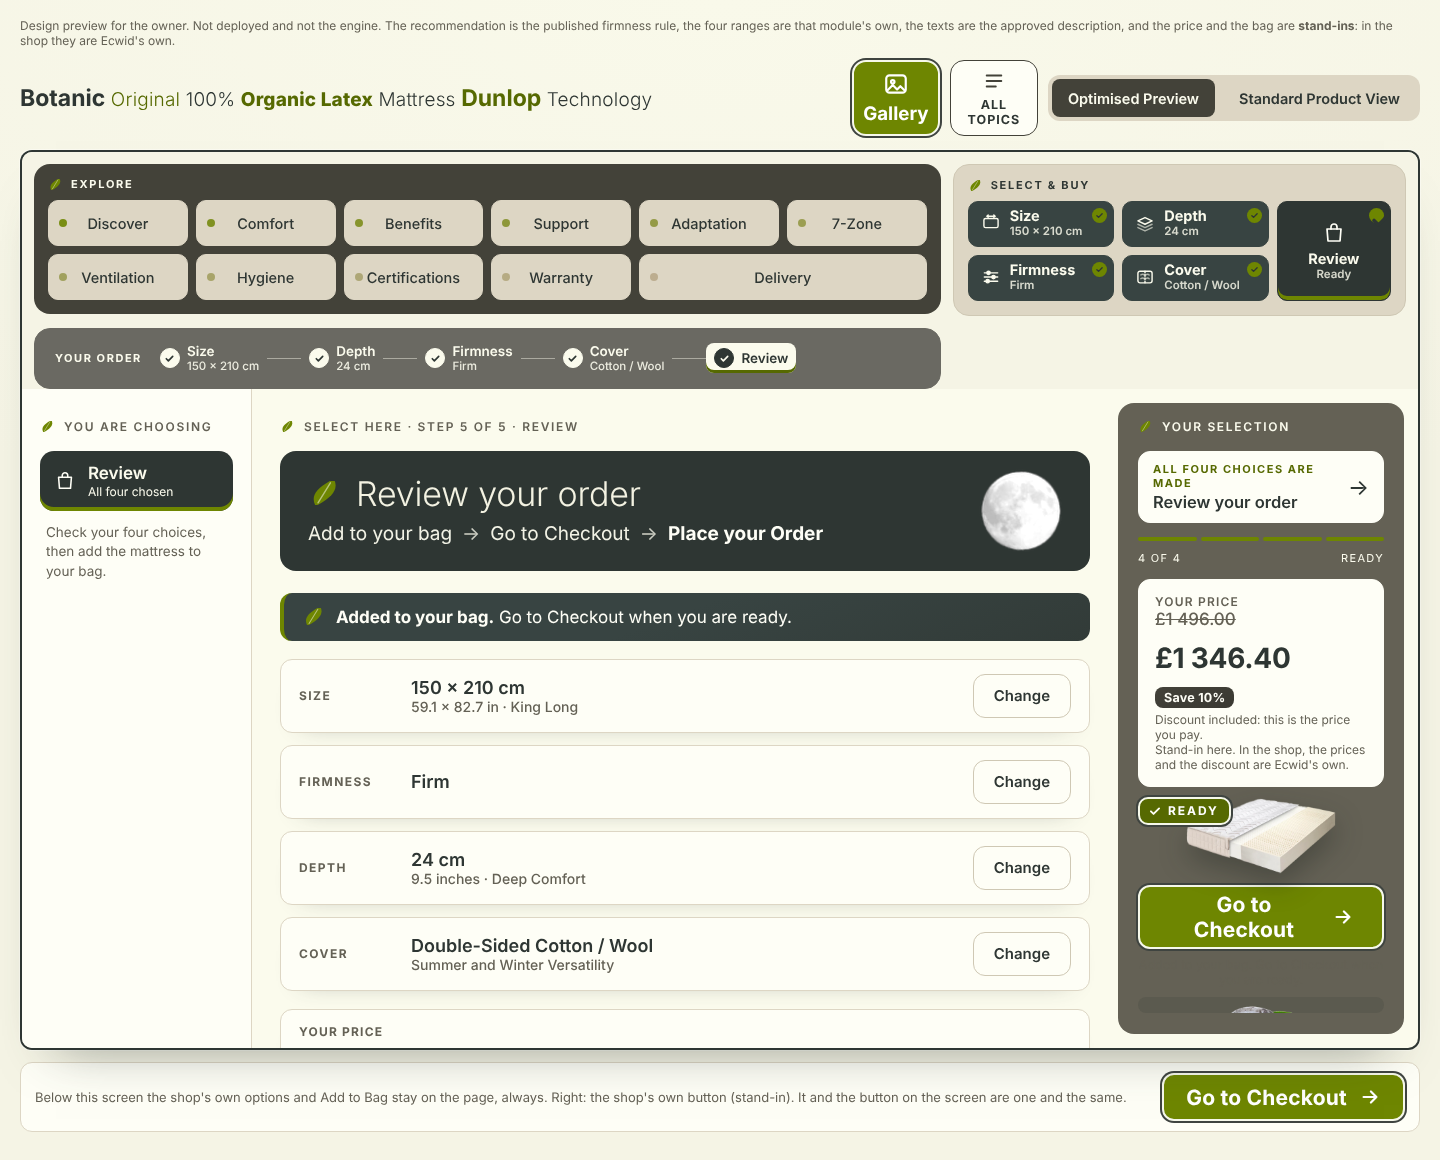 Design preview for the owner. Not deployed and not the engine. The recommendation is the published firmness rule, the four ranges are that module's own, the texts are the approved description, and the price and the bag are stand-ins: in the
shop they are Ecwid's own.
Botanic Original 100% Organic Latex Mattress Dunlop Technology
Gallery
ALL
TOPICS
Optimised Preview
Standard Product View
EXPLORE
Discover
Comfort
Benefits
Support
Adaptation
7-Zone
Ventilation
Hygiene
Certifications
Warranty
Delivery
SELECT & BUY
Size
150 × 210 cm
Depth
24 cm
Firmness
Firm
Cover
Cotton / Wool
Review
Ready
YOUR ORDER
Size
150 × 210 cm
Depth
24 cm
Firmness
Firm
Cover
Cotton / Wool
Review
YOU ARE CHOOSING
Review
All four chosen
Check your four choices,
then add the mattress to
your bag.
SELECT HERE · STEP 5 OF 5 · REVIEW
Review your order
Add to your bag → Go to Checkout → Place your Order
Added to your bag. Go to Checkout when you are ready.
SIZE
150 × 210 cm
59.1 × 82.7 in · King Long
Change
FIRMNESS
Firm
Change
DEPTH
24 cm
9.5 inches · Deep Comfort
Change
COVER
Double-Sided Cotton / Wool
Summer and Winter Versatility
Change
YOUR PRICE
YOUR SELECTION
ALL FOUR CHOICES ARE
MADE
Review your order →
4 OF 4
READY
YOUR PRICE
£1 496.00
£1 346.40
Save 10%
Discount included: this is the price
you pay.
Stand-in here. In the shop, the prices
and the discount are Ecwid's own.
READY
Go to
Checkout →
Below this screen the shop's own options and Add to Bag stay on the page, always. Right: the shop's own button (stand-in). It and the button on the screen are one and the same.
Go to Checkout →